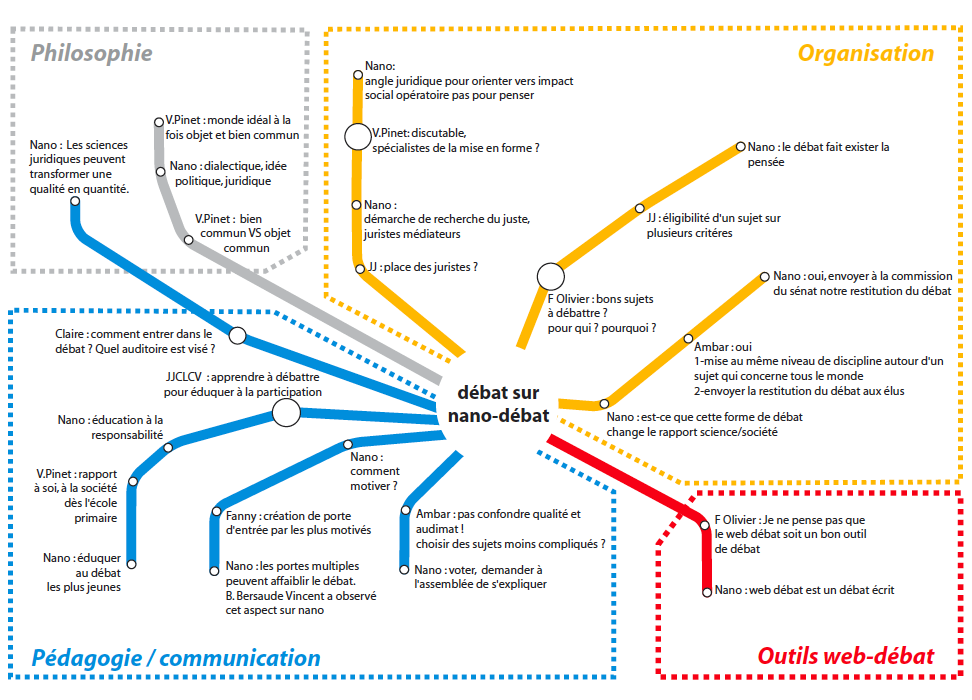 Philosophie
V.Pinet : monde idéal à la
fois objet et bien commun
Nano : Les sciences
juridiques peuvent
transformer une
qualité en quantité.
Nano : dialectique, idée
politique, juridique
V.Pinet : bien
commun VS objet
commun
Organisation
Nano:
angle juridique pour orienter vers impact
social opératoire pas pour penser
V.Pinet: discutable,
spécialistes de la mise en forme ?
Nano :
démarche de recherche du juste,
juristes médiateurs
JJ : place des juristes ?
Nano : le débat fait exister la
pensée
JJ : éligibilité d'un sujet sur
plusieurs critéres
F Olivier : bons sujets
à débattre ?
pour qui ? pourquoi ?
Nano : oui, envoyer à la commission
du sénat notre restitution du débat
Ambar : oui
1-mise au même niveau de discipline autour d'un
sujet qui concerne tous le monde
2-envoyer la restitution du débat aux élus
Nano : est-ce que cette forme de débat
change le rapport science/société
débat sur
nano-débat
Claire : comment entrer dans le
débat ? Quel auditoire est visé ?
JJCLCV : apprendre à débattre
pour éduquer à la participation
Nano : éducation à la
responsabilité
V.Pinet : rapport
à soi, à la société
dès l'école
primaire
Nano : éduquer
au débat
les plus jeunes
Nano :
comment
motiver ?
Fanny : création de porte
d'entrée par les plus motivés
Nano : les portes multiples
peuvent affaiblir le débat.
B. Bersaude Vincent a observé
cet aspect sur nano
Ambar : pas confondre qualité et
audimat !
choisir des sujets moins compliqués ?
Nano : voter, demander à
l'assemblée de s'expliquer
Pédagogie / communication
F Olivier : Je ne pense pas que
le web débat soit un bon outil
de débat
Nano : web débat est un débat écrit
Outils web-débat